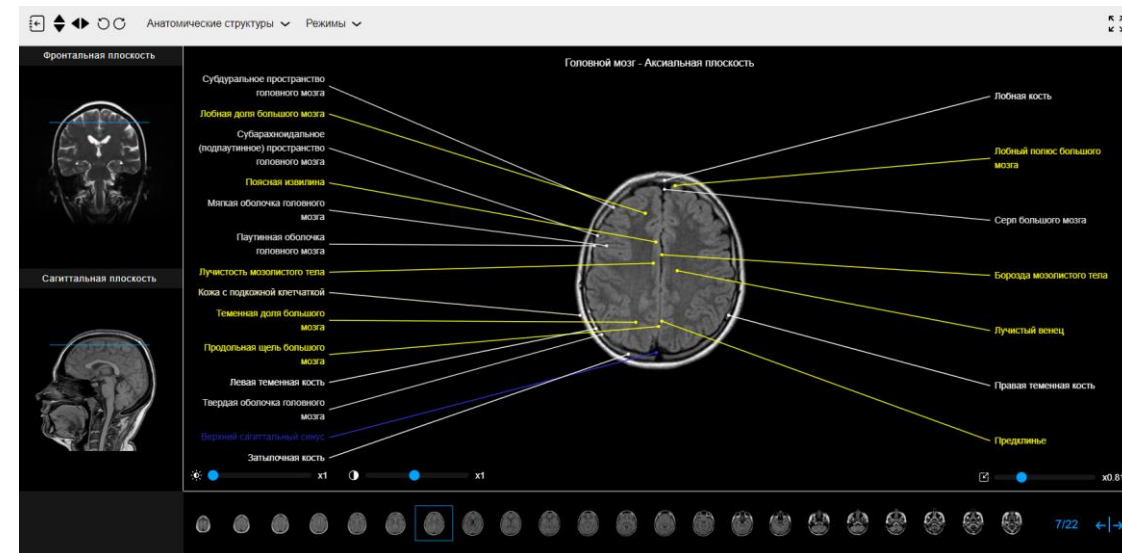 Анатомические структуры
Режимы
Фронтальная плоскость
Сагиттальная плоскость
Головной мозг - Аксиальная плоскость
Субдуральное пространство
головного мозга
Лобная доля большого мозга
Субарахноидальное
(подпаутинное) пространство
головного мозга
Поясная извилина
Мягкая оболочка головного
мозга
Паутинная оболочка
головного мозга
Лучистость мозолистого тела
Кожа с подкожной клетчаткой
Теменная доля большого
мозга
Продольная щель большого
мозга
Левая теменная кость
Твердая оболочка головного
мозга
Верхний сагиттальный синус
Затылочная кость
Лобная кость
Лобный полюс большого
мозга
Серп большого мозга
Борозда мозолистого тела
Лучистый венец
Правая теменная кость
Предклинье
x1
x1
x0.81
7/22